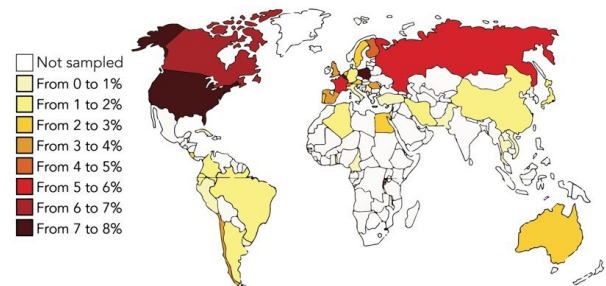 Not sampled
From 0 to 1%
From 1 to 2%
From 2 to 3%
From 3 to 4%
From 4 to 5%
From 5 to 6%
From 6 to 7%
From 7 to 8%